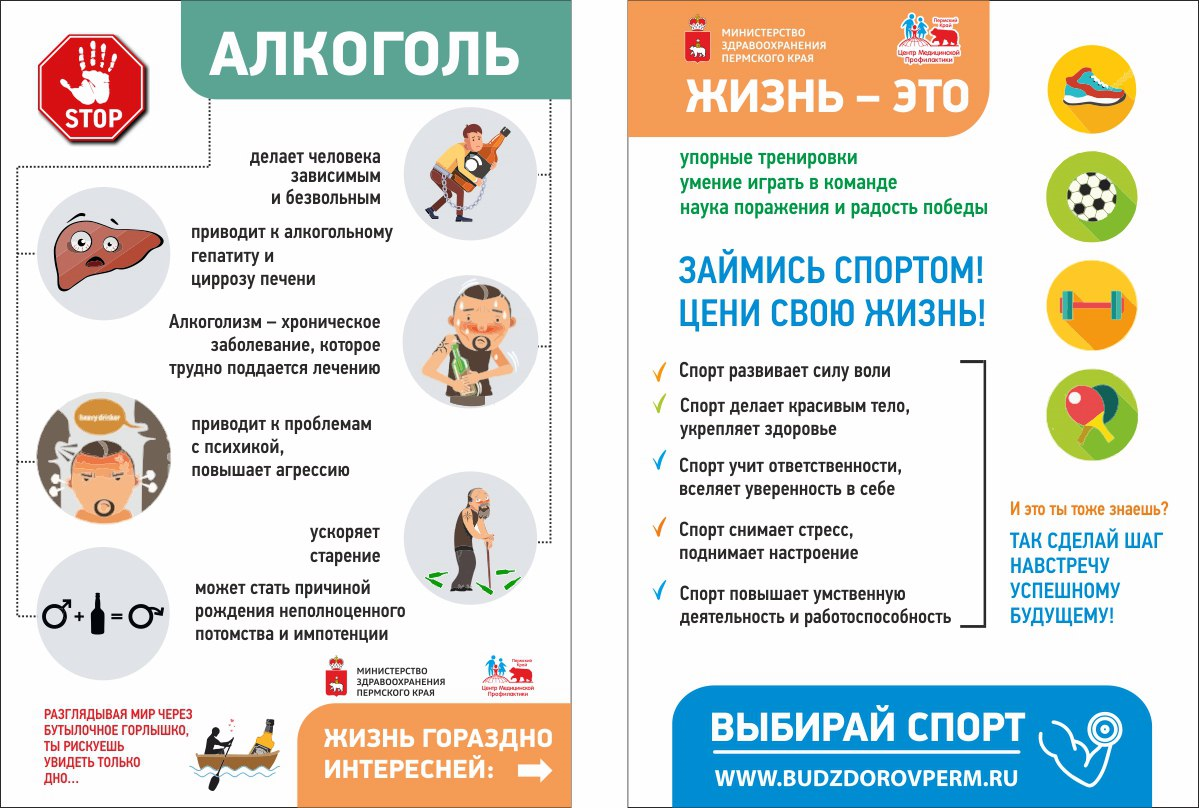 STOP
АЛКОГОЛЬ
делает человека
зависимым
и безвольным
приводит к алкогольному
гепатиту и
циррозу печени
Алкоголизм – хроническое
заболевание, которое
трудно поддается лечению
heavy drinker
приводит к проблемам
с психикой,
повышает агрессию
ускоряет
старение
может стать причиной
рождения неполноценного
потомства и импотенции
МИНИСТЕРСТВО
ЗДРАВООХРАНЕНИЯ
ПЕРМСКОГО КРАЯ
Пермский
Край
Центр Медицинской
Профилактики
РАЗГЛЯДЫВАЯ МИР ЧЕРЕЗ
БУТЫЛОЧНОЕ ГОРЛЫШКО,
ТЫ РИСКУЕШЬ
УВИДЕТЬ ТОЛЬКО
ДНО...
ЖИЗНЬ ГОРАЗДО
ИНТЕРЕСНЕЙ:
МИНИСТЕРСТВО
ЗДРАВООХРАНЕНИЯ
ПЕРМСКОГО КРАЯ
Пермский
Край
Центр Медицинской
Профилактики
ЖИЗНЬ – ЭТО
упорные тренировки
умение играть в команде
наука поражения и радость победы
ЗАЙМИСЬ СПОРТОМ!
ЦЕНИ СВОЮ ЖИЗНЬ!
Спорт развивает силу воли
Спорт делает красивым тело,
укрепляет здоровье
Спорт учит ответственности,
вселяет уверенность в себе
Спорт снимает стресс,
поднимает настроение
Спорт повышает умственную
деятельность и работоспособность
И это ты тоже знаешь?
ТАК СДЕЛАЙ ШАГ
НАВСТРЕЧУ
УСПЕШНОМУ
БУДУЩЕМУ!
ВЫБИРАЙ СПОРТ
WWW.BUDZDOROVPERM.RU